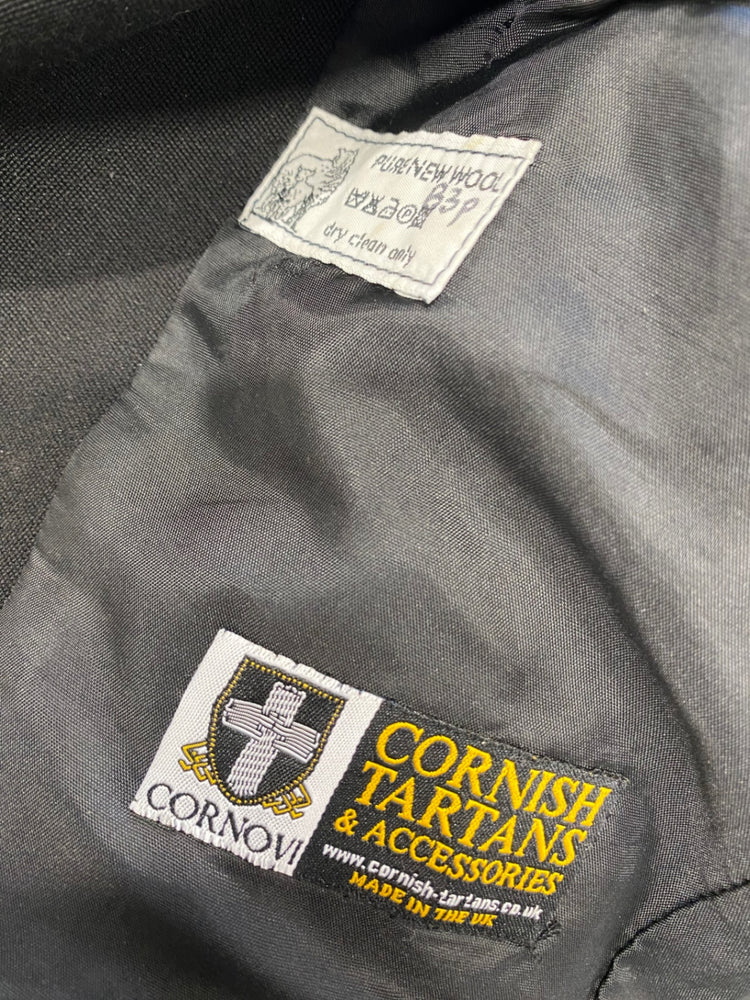 PURE NEW WOOL
83P
dry clean only
CORNOVI
CORNISH
TARTANS
& ACCESSORIES
www.cornish-tartans.co.uk
MADE IN THE UK